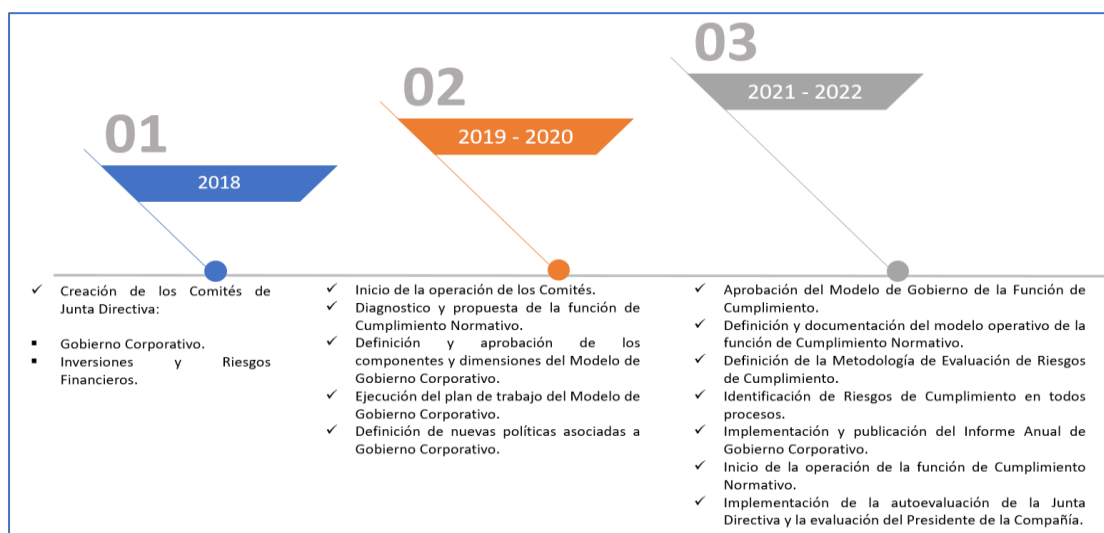 01
2018
✓ Creación de los Comités de
Junta Directiva:
▪ Gobierno Corporativo.
▪ Inversiones y Riesgos
Financieros.
02
2019 - 2020
✓ Inicio de la operación de los Comités.
✓ Diagnostico y propuesta de la función de
Cumplimiento Normativo.
✓ Definición y aprobación de los
componentes y dimensiones del Modelo de
Gobierno Corporativo.
✓ Ejecución del plan de trabajo del Modelo de
Gobierno Corporativo.
✓ Definición de nuevas políticas asociadas a
Gobierno Corporativo.
03
2021 - 2022
✓ Aprobación del Modelo de Gobierno de la Función de
Cumplimiento.
✓ Definición y documentación del modelo operativo de la
función de Cumplimiento Normativo.
✓ Definición de la Metodología de Evaluación de Riesgos
de Cumplimiento.
✓ Identificación de Riesgos de Cumplimiento en todos
procesos.
✓ Implementación y publicación del Informe Anual de
Gobierno Corporativo.
✓ Inicio de la operación de la función de Cumplimiento
Normativo.
✓ Implementación de la autoevaluación de la Junta
Directiva y la evaluación del Presidente de la Compañía.